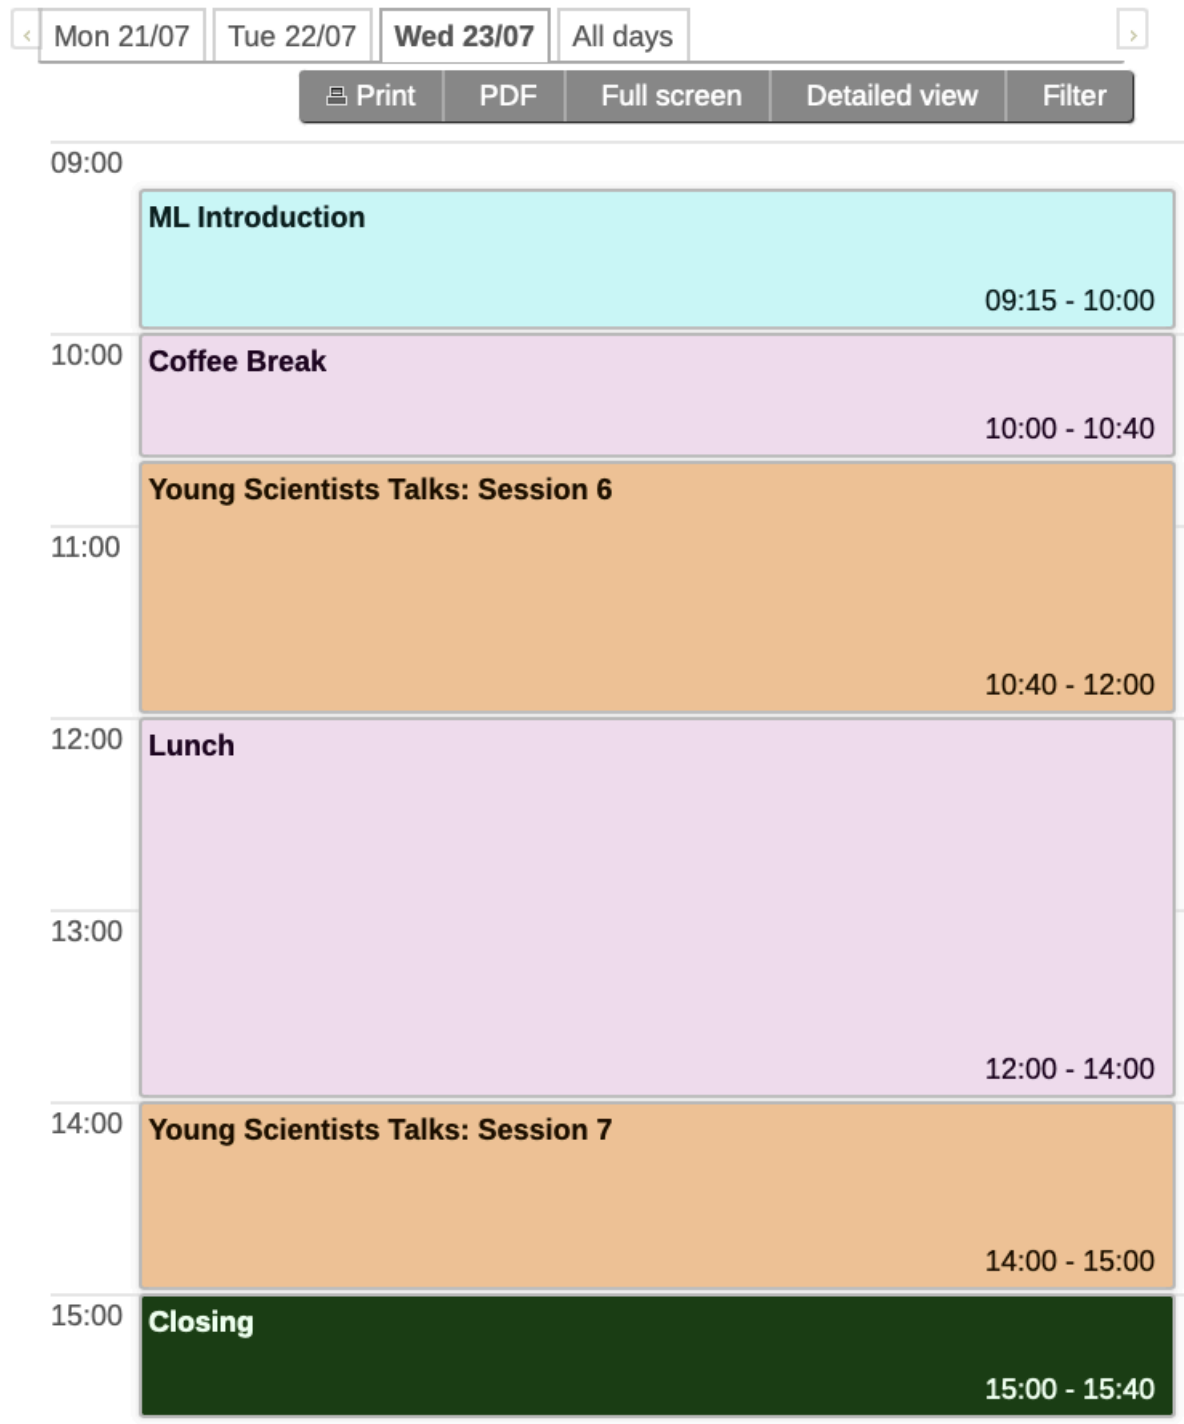 ‹ Mon 21/07 Tue 22/07 Wed 23/07 All days ›
Print PDF Full screen Detailed view Filter
09:00
ML Introduction
09:15 - 10:00
10:00
Coffee Break
10:00 - 10:40
Young Scientists Talks: Session 6
11:00
10:40 - 12:00
12:00
Lunch
13:00
12:00 - 14:00
14:00
Young Scientists Talks: Session 7
14:00 - 15:00
15:00
Closing
15:00 - 15:40